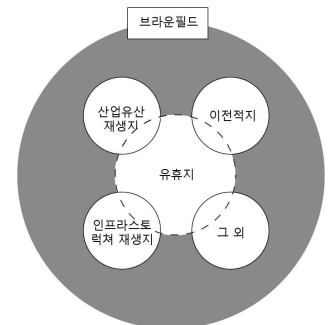 브라운필드
산업유산
재생지
이전적지
유휴지
인프라스토
럭쳐 재생지
그 외